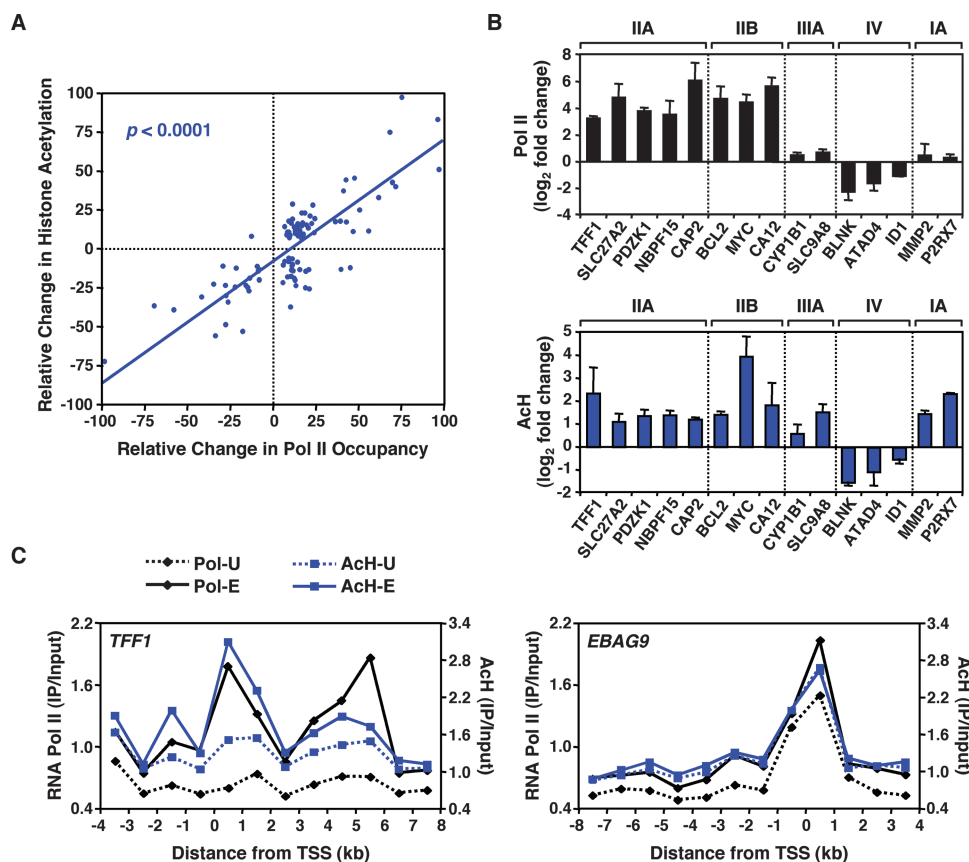 A
Relative Change in Histone Acetylation
100
75
50
25
0
-25
-50
-75
-100
p < 0.0001
-100 -75 -50 -25 0 25 50 75 100
Relative Change in Pol II Occupancy
B
IIA IIB IIIA IV IA
Pol II
(log2 fold change)
8
6
4
2
0
-2
-4
TFF1 SLC27A2 PDZK1 NBPF15 CAP2 BCL2 MYC CA12 CYP1B1 SLC9A8 BLNK ATAD4 ID1 MMP2 P2RX7
IIA IIB IIIA IV IA
AcH
(log2 fold change)
5
4
3
2
1
0
-1
-2
TFF1 SLC27A2 PDZK1 NBPF15 CAP2 BCL2 MYC CA12 CYP1B1 SLC9A8 BLNK ATAD4 ID1 MMP2 P2RX7
C
Pol-U AcH-U
Pol-E AcH-E
TFF1
RNA Pol II (IP/Input)
2.2
1.6
1.0
0.4
AcH (IP/Input)
3.4
2.8
2.2
1.6
1.0
0.4
-4 -3 -2 -1 0 1 2 3 4 5 6 7 8
Distance from TSS (kb)
EBAG9
RNA Pol II (IP/Input)
2.2
1.6
1.0
0.4
AcH (IP/Input)
3.4
2.8
2.2
1.6
1.0
0.4
-8 -7 -6 -5 -4 -3 -2 -1 0 1 2 3 4
Distance from TSS (kb)